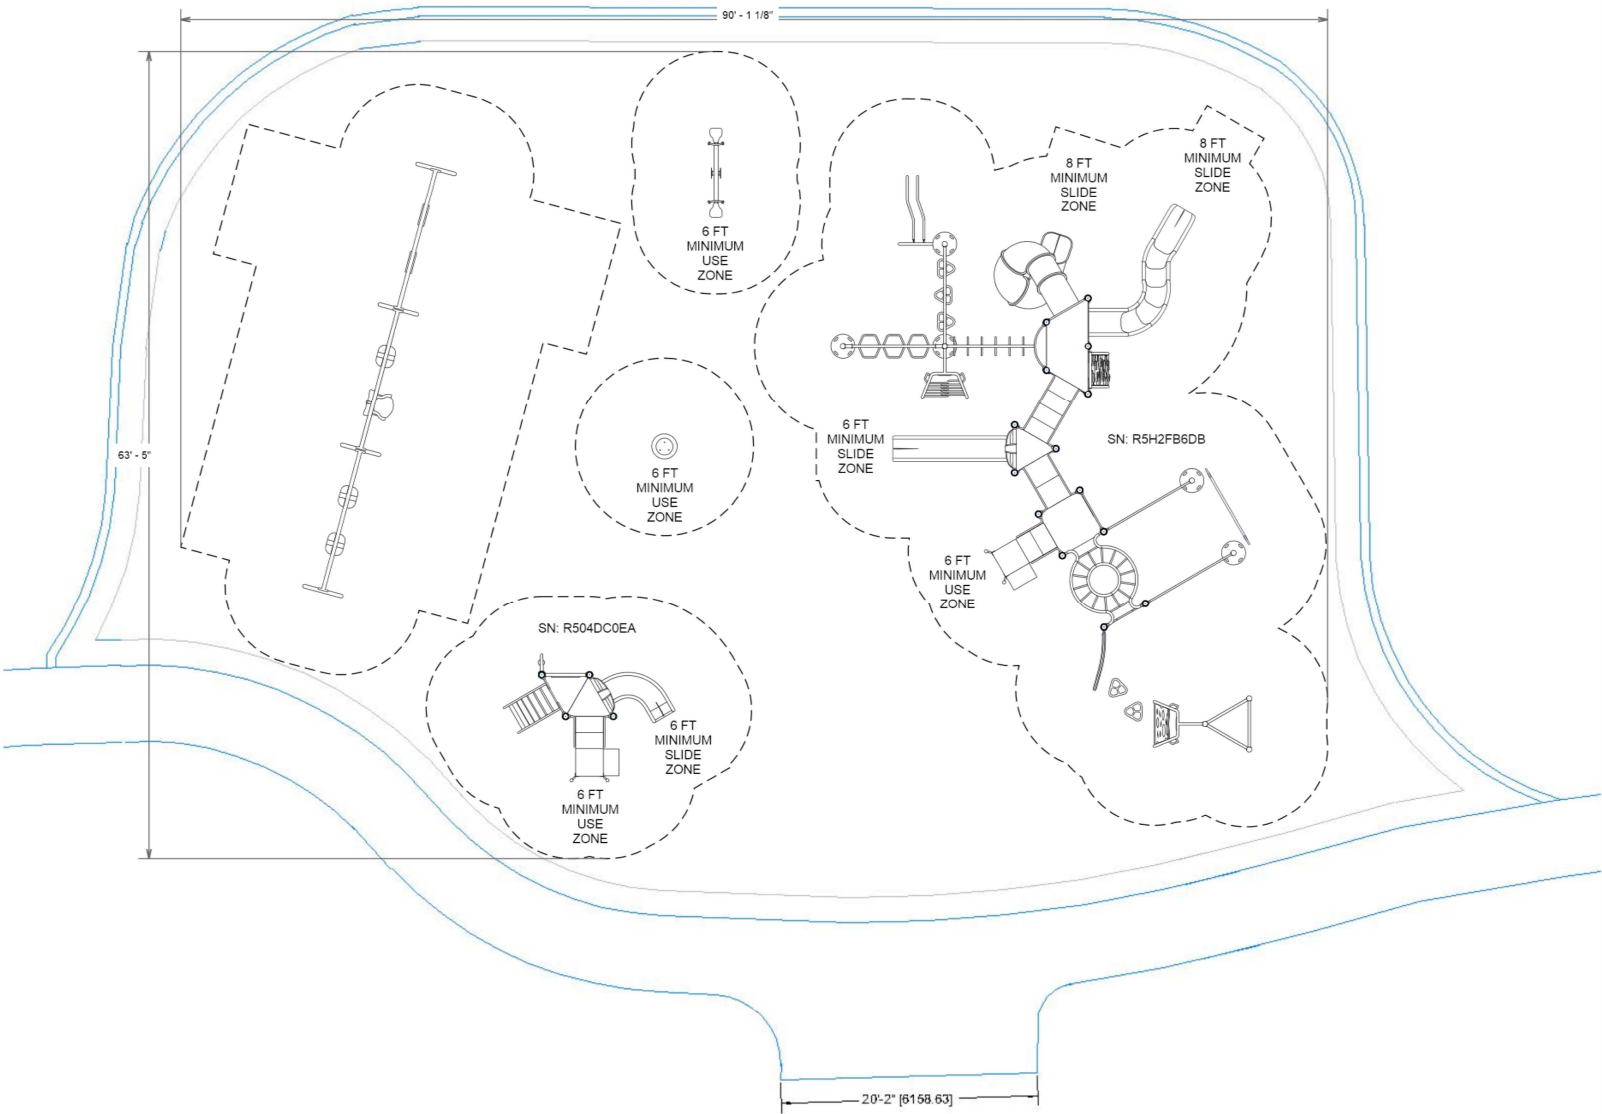 90' - 1 1/8"
8 FT
MINIMUM
SLIDE
ZONE
8 FT
MINIMUM
SLIDE
ZONE
6 FT
MINIMUM
USE
ZONE
63' - 5"
6 FT
MINIMUM
SLIDE
ZONE
SN: R5H2FB6DB
6 FT
MINIMUM
USE
ZONE
6 FT
MINIMUM
USE
ZONE
SN: R504DC0EA
6 FT
MINIMUM
SLIDE
ZONE
6 FT
MINIMUM
USE
ZONE
20'-2" [6158.63]